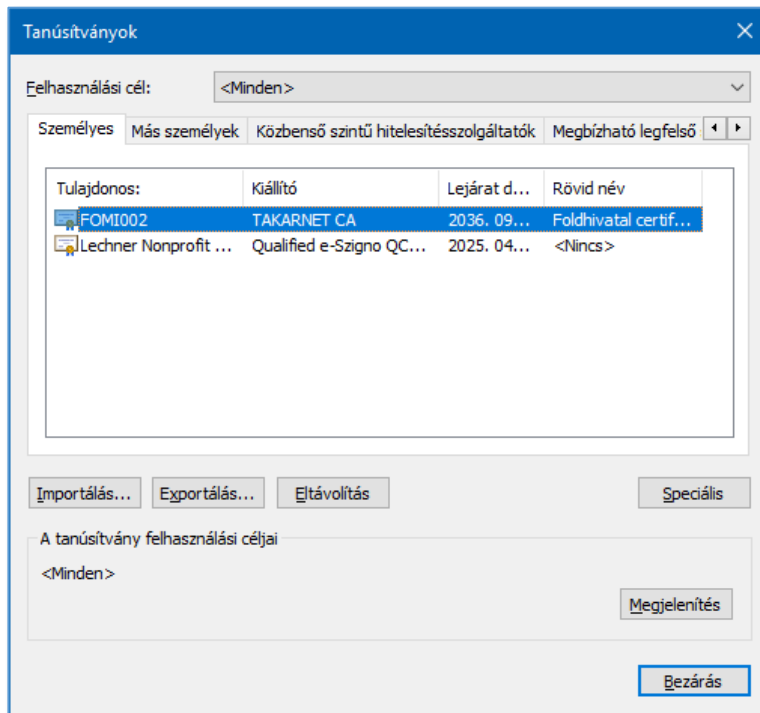 Tanúsítványok
Felhasználási cél: <Minden>
Személyes Más személyek Közbenső szintű hitelesítésszolgáltatók Megbízható legfelső
Tulajdonos: Kiállító Lejárat d... Rövid név
FOMI002 TAKARNET CA 2036. 09... Foldhivatal certif...
Lechner Nonprofit ... Qualified e-Szigno QC... 2025. 04... <Nincs>
Importálás... Exportálás... Eltávolítás Speciális
A tanúsítvány felhasználási céljai
<Minden>
Megjelenítés
Bezárás